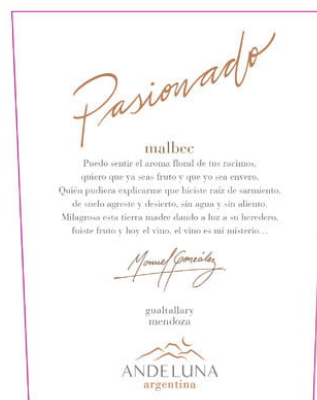 Pasionado
malbec
Puedo sentir el aroma floral de tus racimos,
quiero que ya seas fruto y que yo sea envero.
Quién pudiera explicarme que hiciste raíz de sarmiento,
de suelo agreste y desierto, sin agua y sin aliento.
Milagrosa esta tierra madre dando a luz a su heredero,
fuiste fruto y hoy el vino, el vino es mi misterio...
Manuel González
gualtallary
mendoza
ANDELUNA
argentina